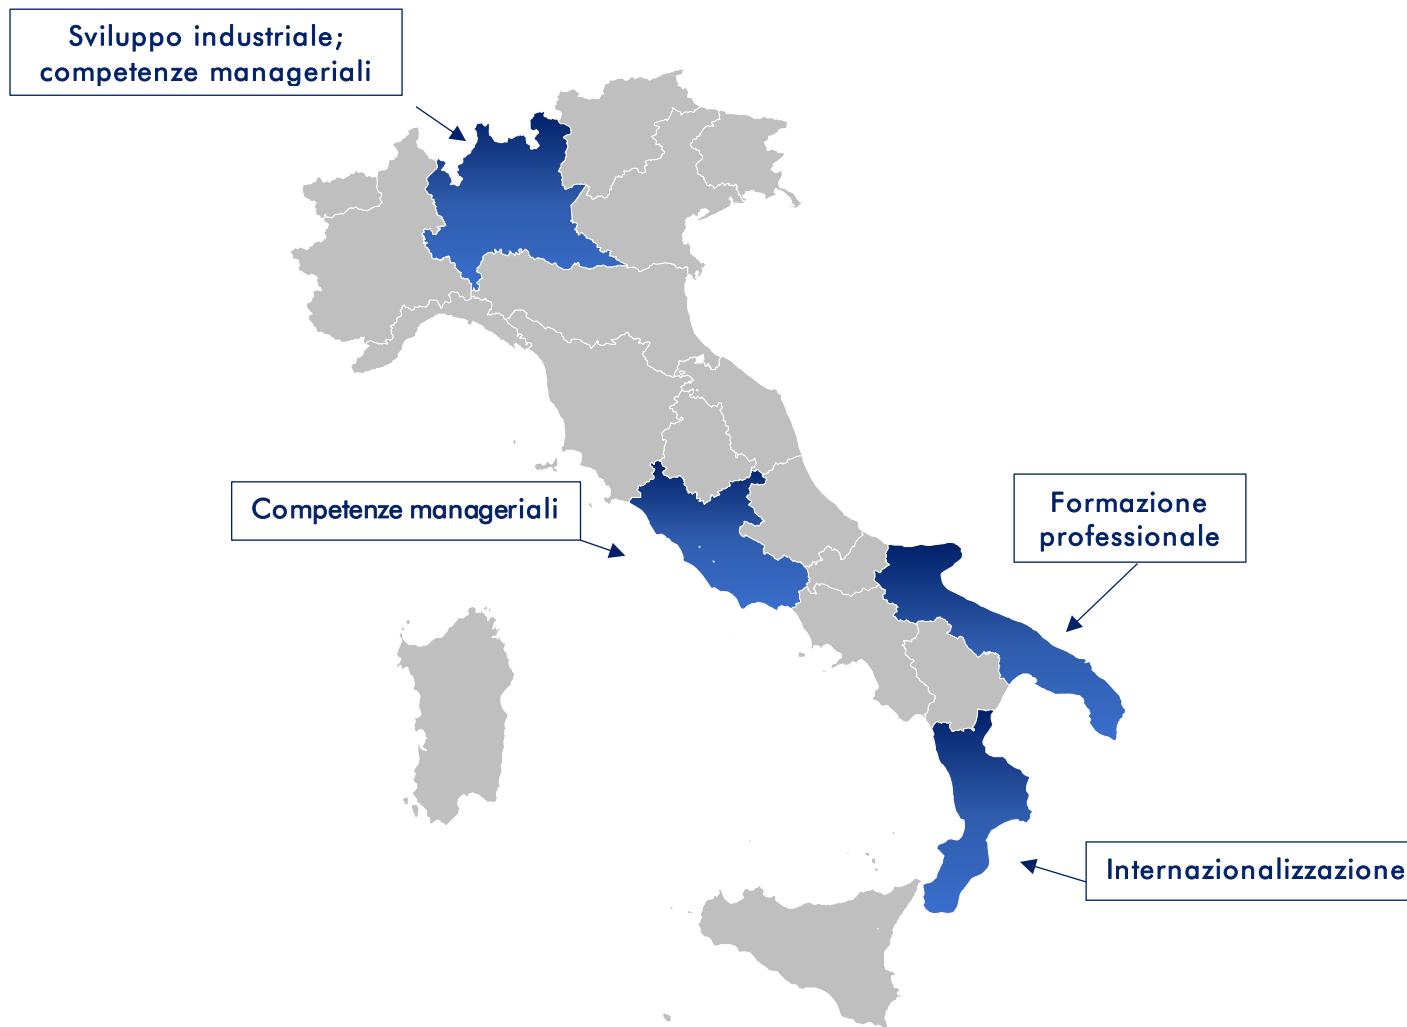 Sviluppo industriale;
competenze manageriali
Competenze manageriali
Formazione
professionale
Internazionalizzazione